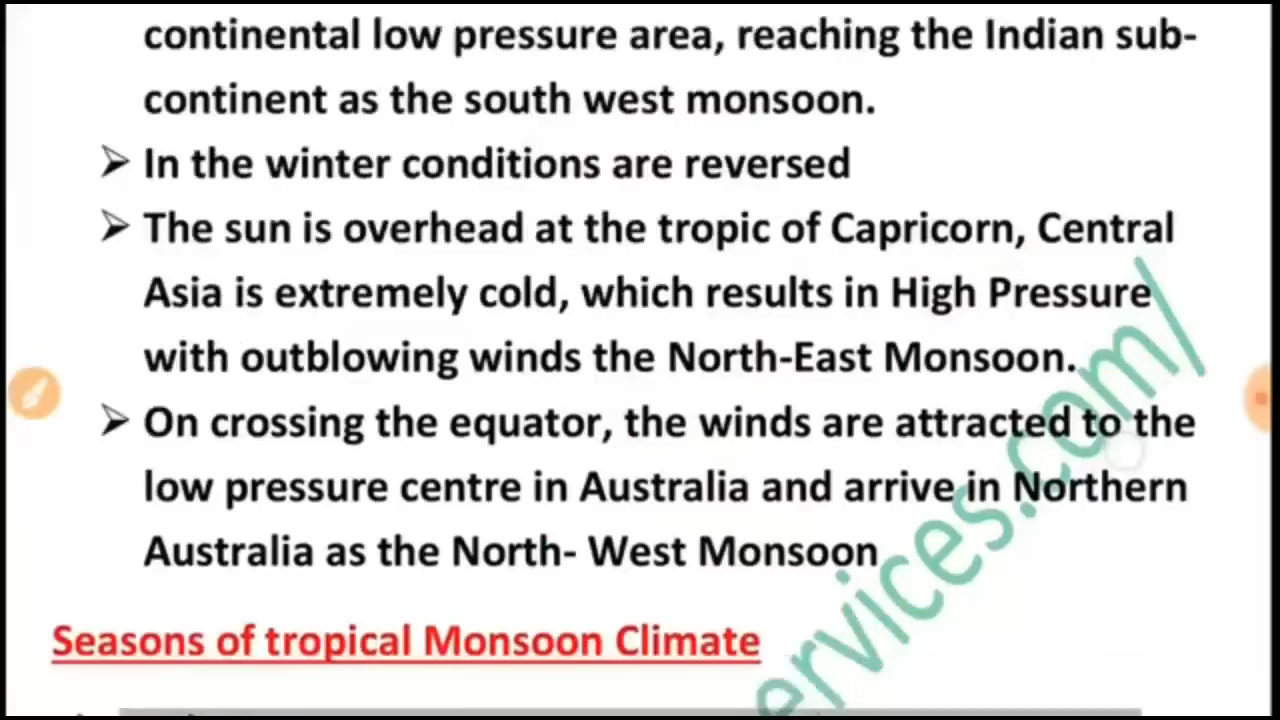 continental low pressure area, reaching the Indian sub-
continent as the south west monsoon.
➢ In the winter conditions are reversed
➢ The sun is overhead at the tropic of Capricorn, Central
Asia is extremely cold, which results in High Pressure
with outblowing winds the North-East Monsoon.
➢ On crossing the equator, the winds are attracted to the
low pressure centre in Australia and arrive in Northern
Australia as the North- West Monsoon
Seasons of tropical Monsoon Climate
ervices.com/